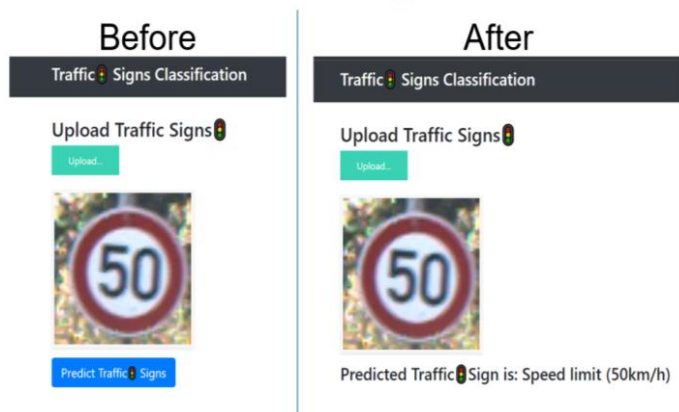 Before
Traffic🚦 Signs Classification
Upload Traffic Signs🚦
Upload...
50
Predict Traffic🚦 Signs
After
Traffic🚦 Signs Classification
Upload Traffic Signs🚦
Upload...
50
Predicted Traffic🚦Sign is: Speed limit (50km/h)